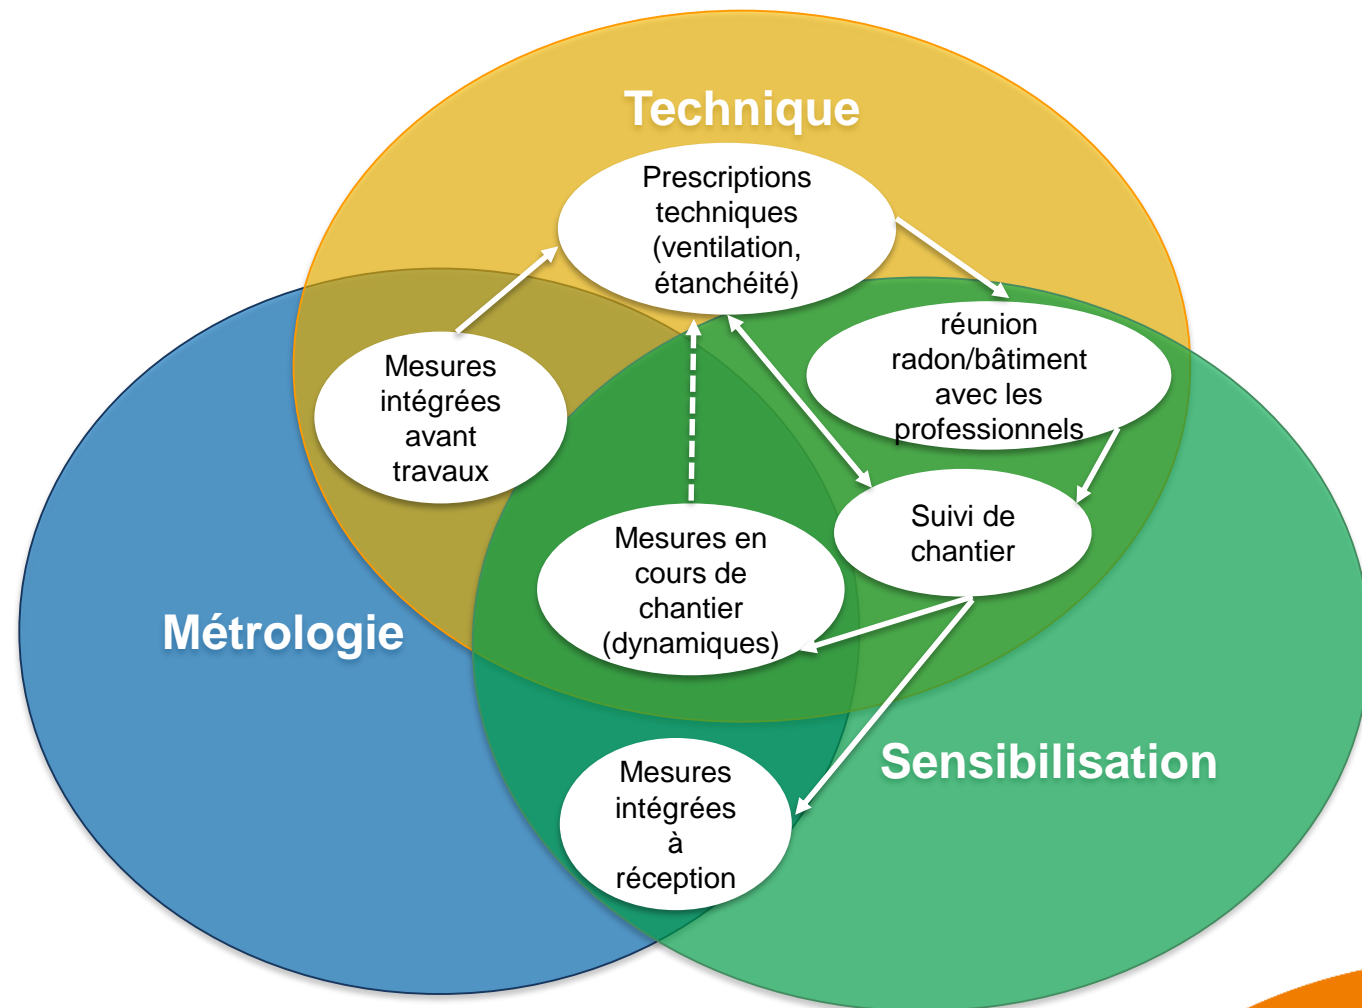 Technique
Prescriptions
techniques
(ventilation,
étanchéité)
réunion
radon/bâtiment
avec les
professionnels
Mesures
intégrées
avant
travaux
Suivi de
chantier
Mesures en
cours de
chantier
(dynamiques)
Métrologie
Sensibilisation
Mesures
intégrées
à
réception